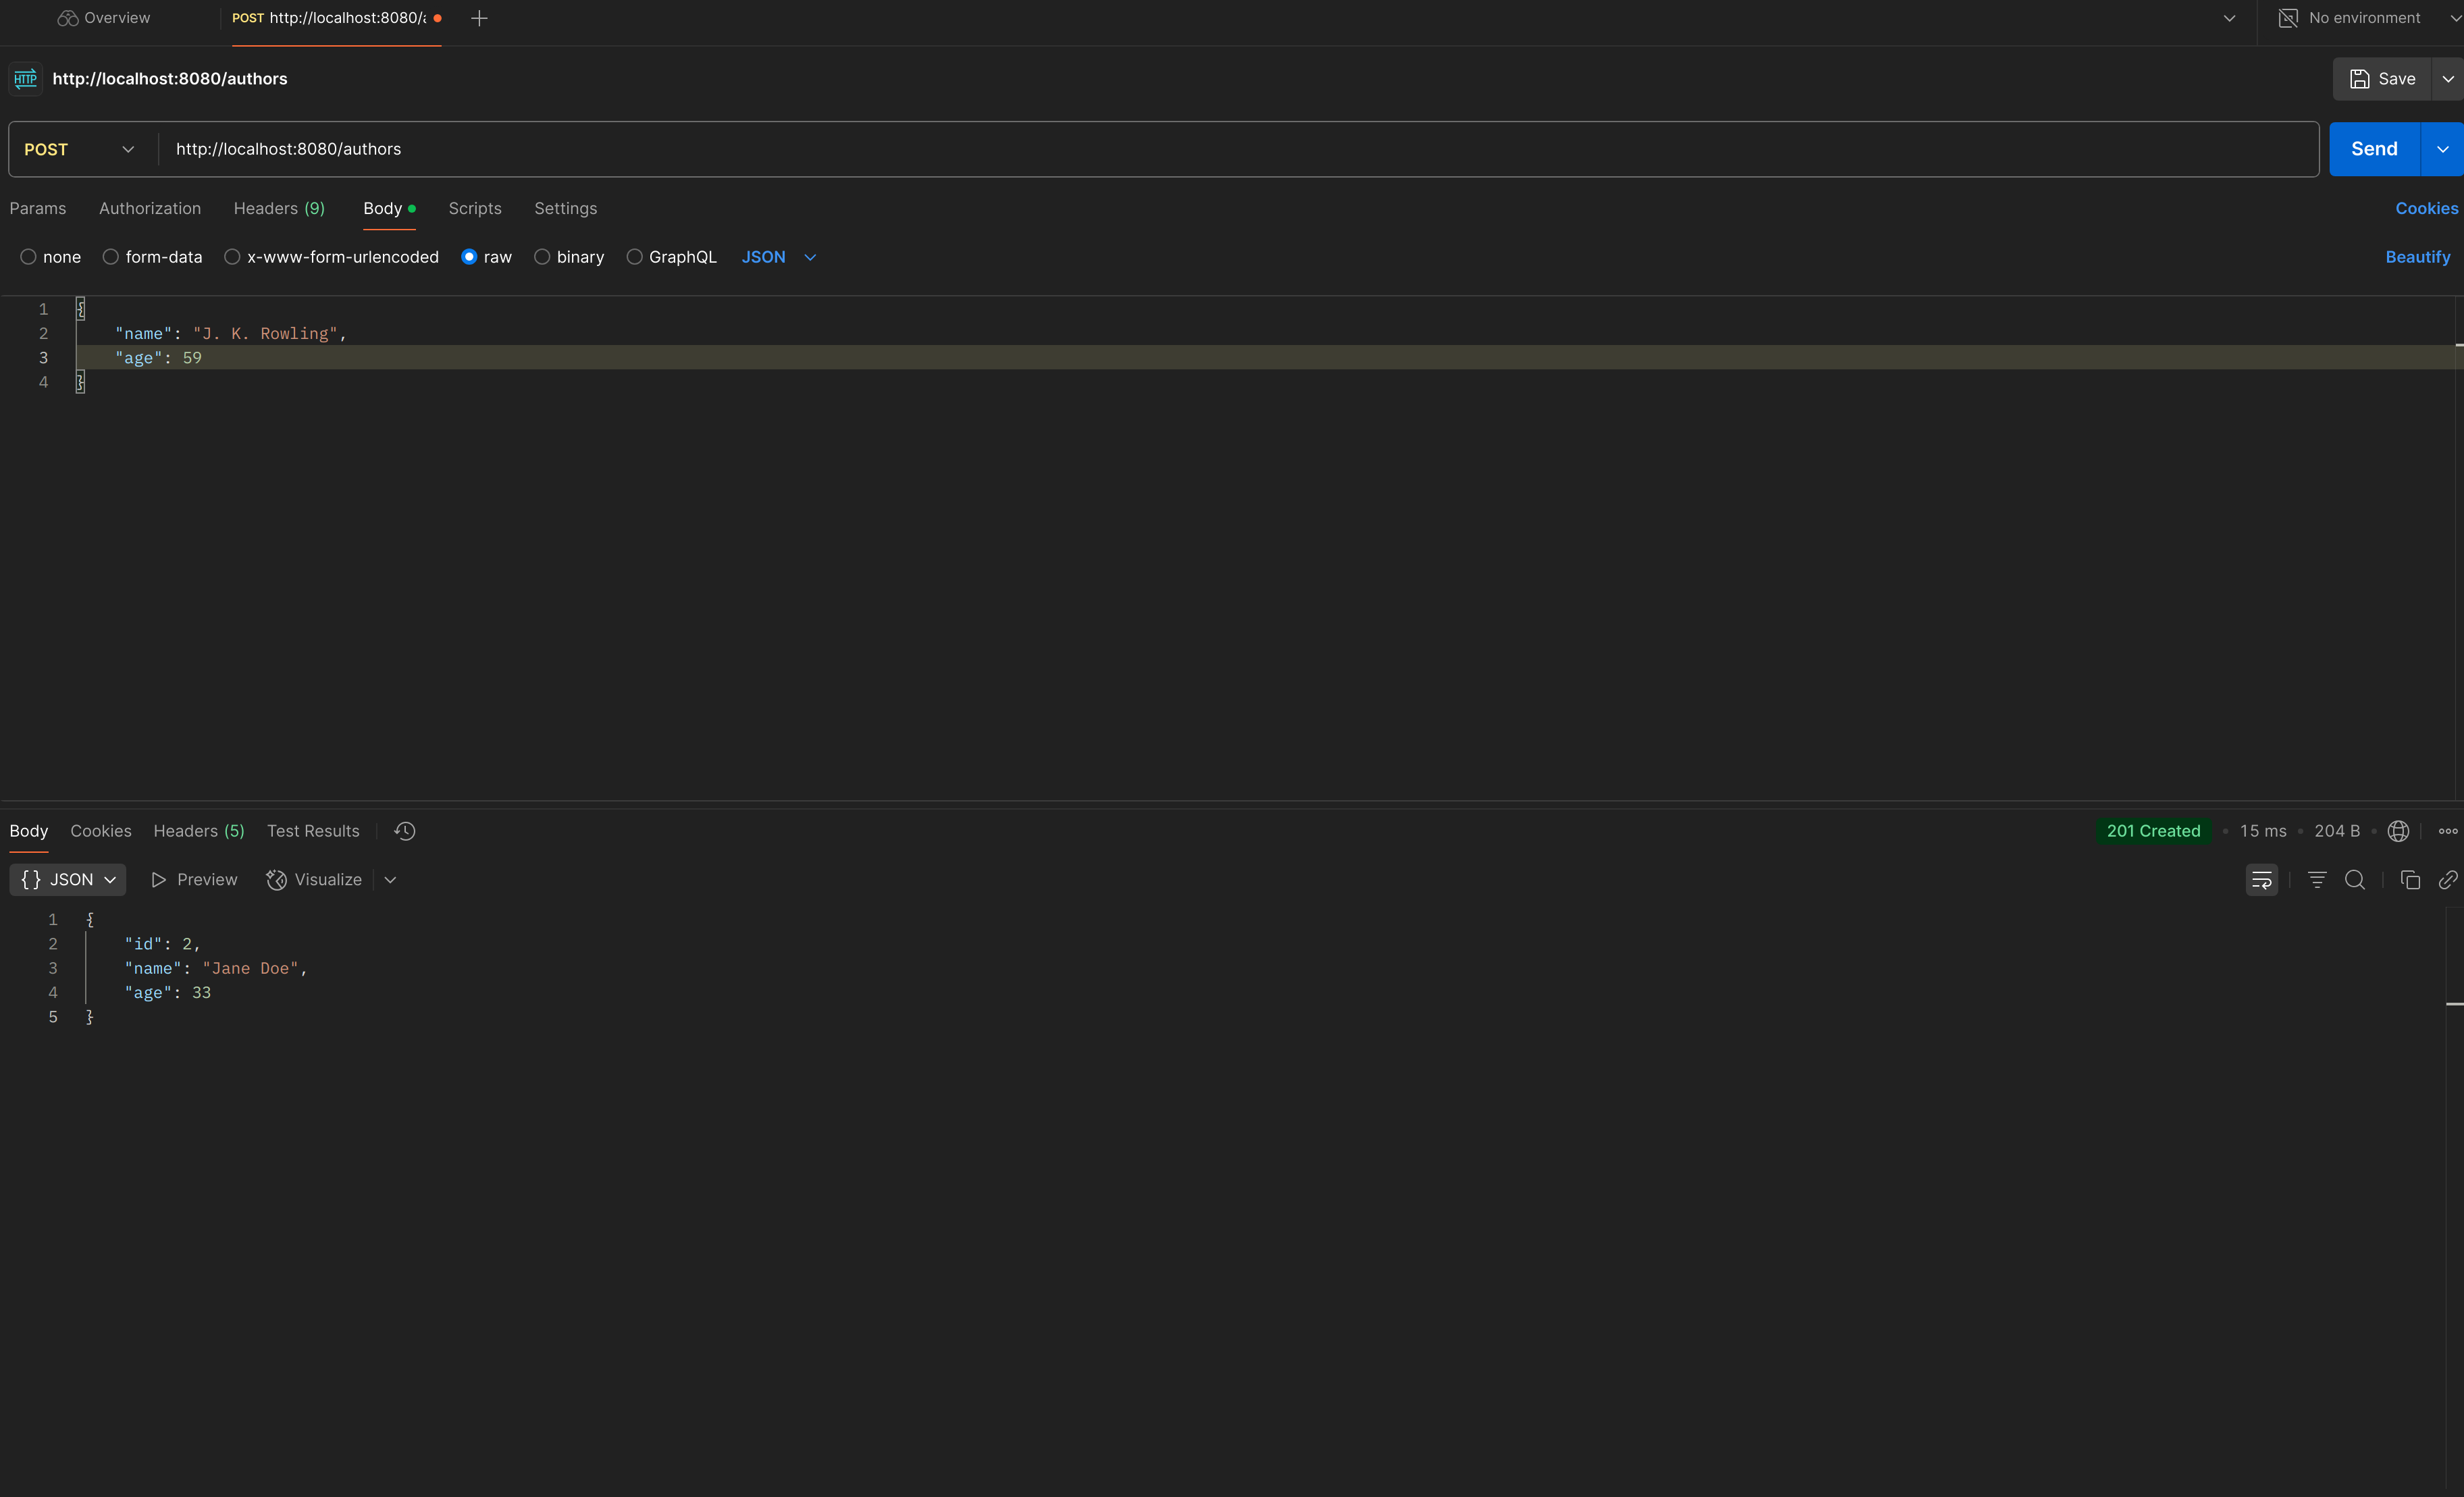 Overview
POST http://localhost:8080/a
No environment
HTTP http://localhost:8080/authors
Save
POST http://localhost:8080/authors
Send
Params Authorization Headers (9) Body Scripts Settings Cookies
none form-data x-www-form-urlencoded raw binary GraphQL JSON Beautify
1 {
2 "name": "J. K. Rowling",
3 "age": 59
4 }
Body Cookies Headers (5) Test Results 201 Created 15 ms 204 B
{} JSON Preview Visualize
1 {
2 "id": 2,
3 "name": "Jane Doe",
4 "age": 33
5 }